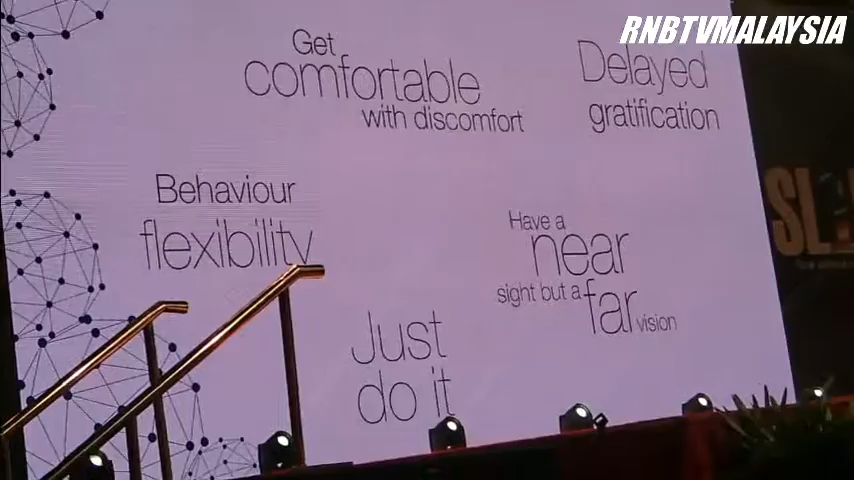 RNBTVMALAYSIA
Get
comfortable
with discomfort
Delayed
gratification
Behaviour
flexibility
Have a
near
sight but a
far vision
Just
do it